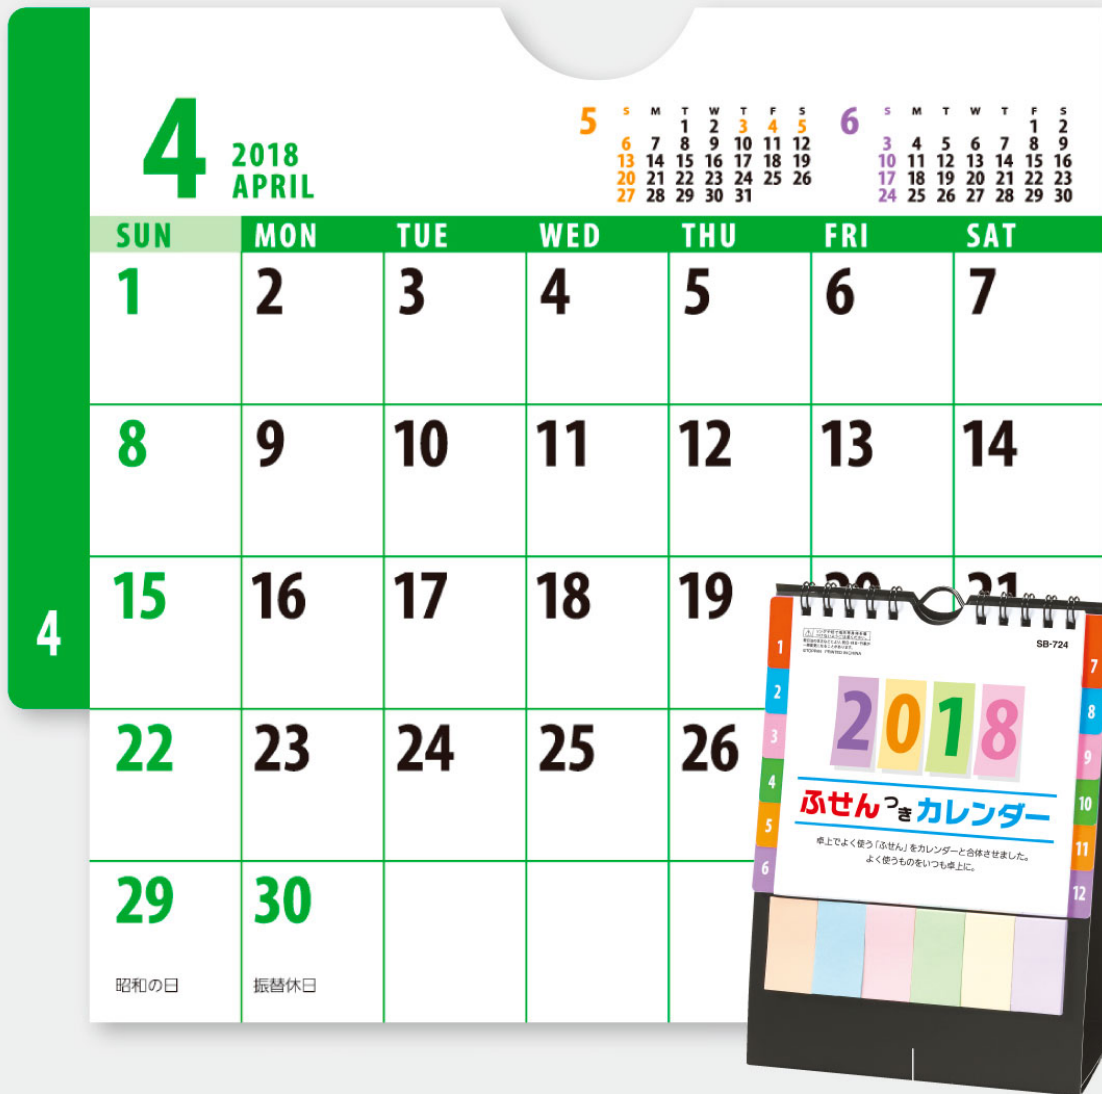 4
2018
APRIL
5
S M T W T F S
1 2 3 4 5
6 7 8 9 10 11 12
13 14 15 16 17 18 19
20 21 22 23 24 25 26
27 28 29 30 31
6
S M T W T F S
1 2
3 4 5 6 7 8 9
10 11 12 13 14 15 16
17 18 19 20 21 22 23
24 25 26 27 28 29 30
SUN MON TUE WED THU FRI SAT
1 2 3 4 5 6 7
8 9 10 11 12 13 14
15 16 17 18 19 20 21
22 23 24 25 26
29 30
昭和の日 振替休日
4
SB-724
2018
ふせんつきカレンダー
卓上でよく使う「ふせん」をカレンダーと合体させました。
よく使うものをいつも卓上に。
1
2
3
4
5
6
7
8
9
10
11
12